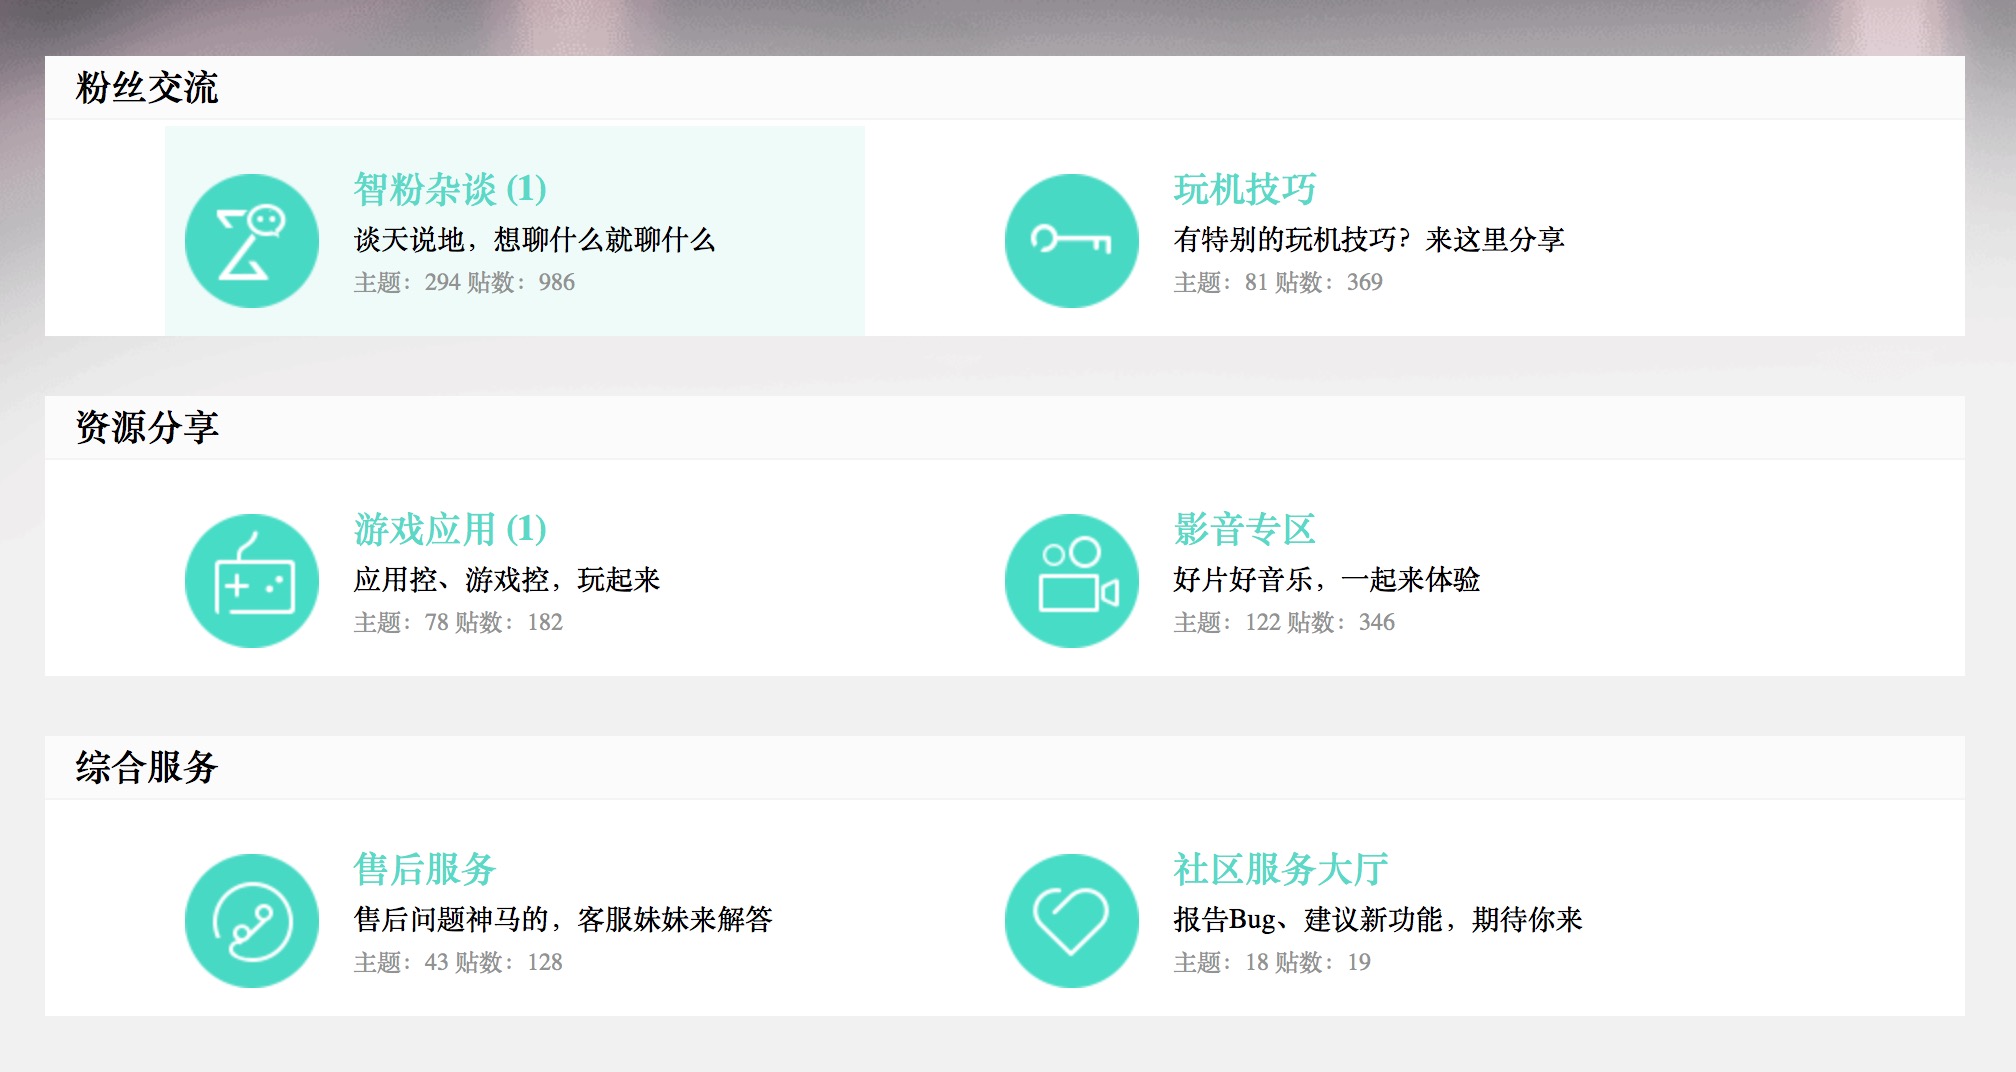 粉丝交流
智粉杂谈 (1)
谈天说地，想聊什么就聊什么
主题：294 贴数：986
玩机技巧
有特别的玩机技巧？来这里分享
主题：81 贴数：369
资源分享
游戏应用 (1)
应用控、游戏控，玩起来
主题：78 贴数：182
影音专区
好片好音乐，一起来体验
主题：122 贴数：346
综合服务
售后服务
售后问题神马的，客服妹妹来解答
主题：43 贴数：128
社区服务大厅
报告Bug、建议新功能，期待你来
主题：18 贴数：19